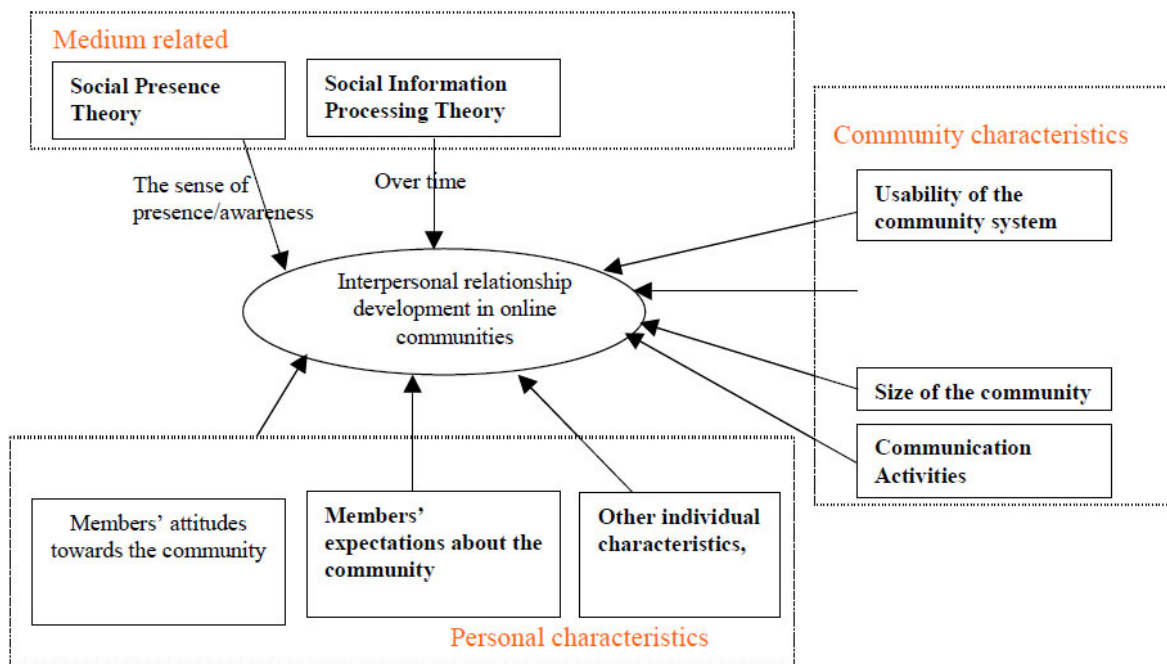 Medium related
Social Presence
Theory
Social Information
Processing Theory
The sense of
presence/awareness
Over time
Community characteristics
Usability of the
community system
Interpersonal relationship
development in online
communities
Size of the community
Communication
Activities
Members' attitudes
towards the community
Members'
expectations about the
community
Other individual
characteristics,
Personal characteristics